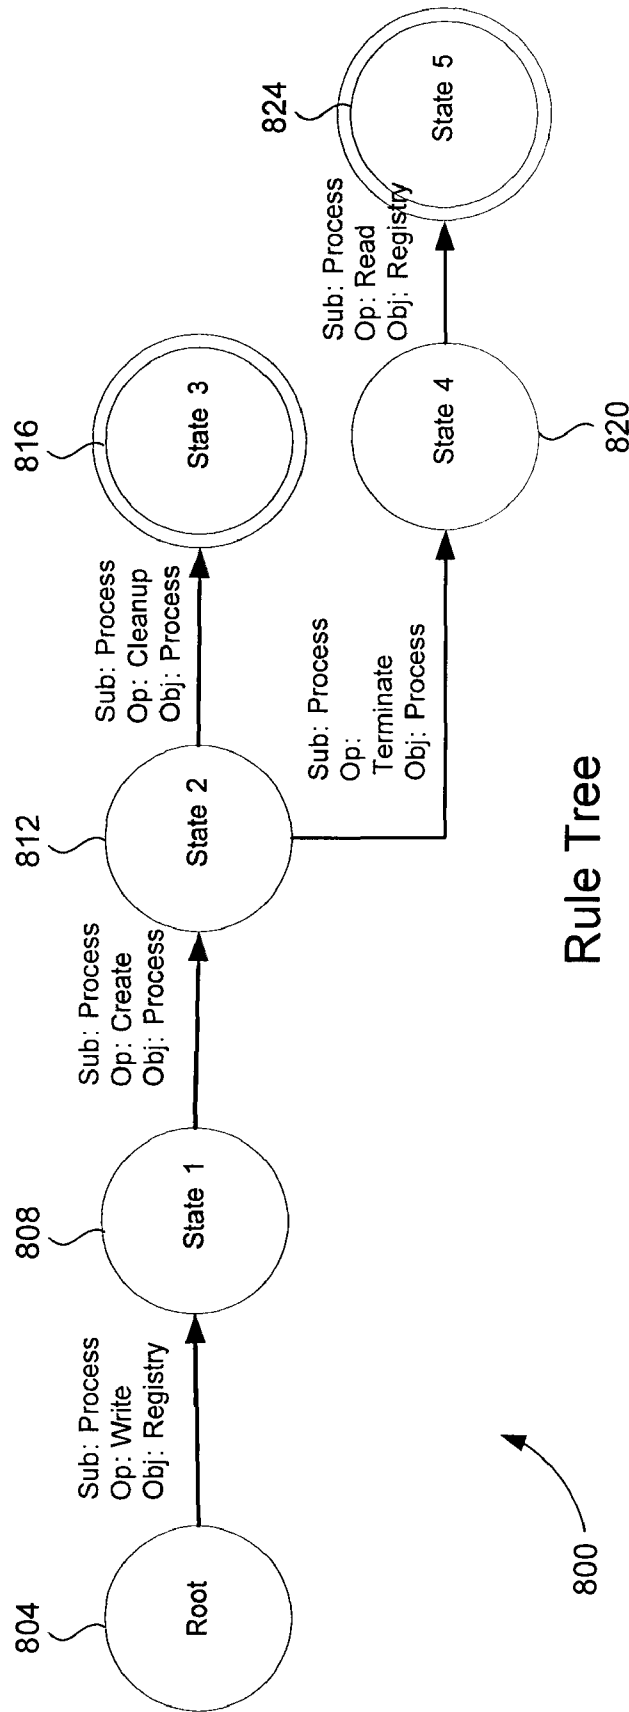 804
Root
Sub: Process
Op: Write
Obj: Registry
808
State 1
Sub: Process
Op: Create
Obj: Process
812
State 2
Sub: Process
Op: Cleanup
Obj: Process
816
State 3
Sub: Process
Op:
Terminate
Obj: Process
State 4
820
Sub: Process
Op: Read
Obj: Registry
824
State 5
800
Rule Tree